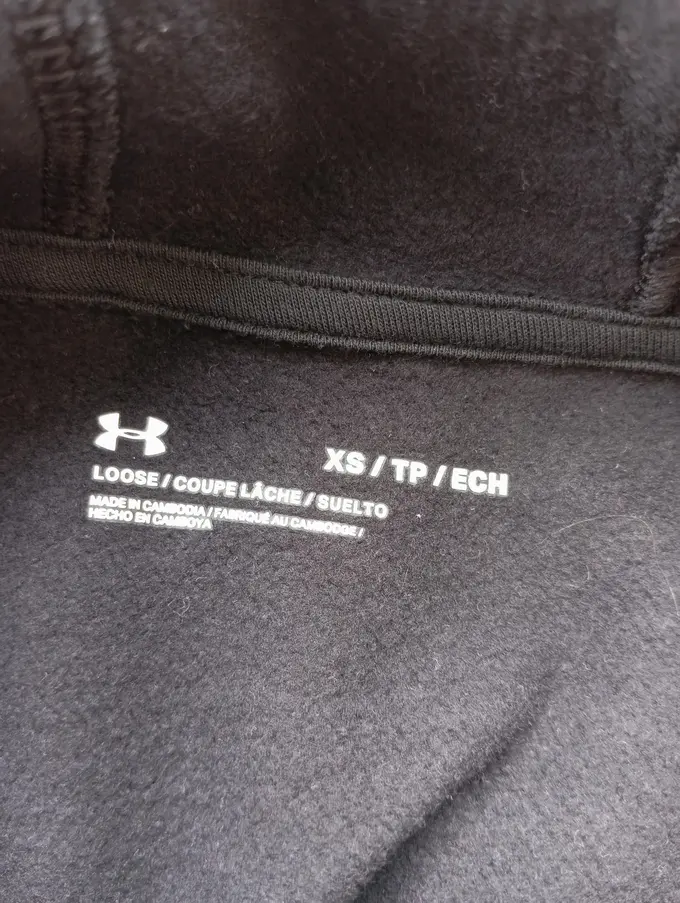 XS / TP / ECH
LOOSE / COUPE LÂCHE / SUELTO
MADE IN CAMBODIA / FABRIQUÉ AU CAMBODGE /
HECHO EN CAMBOYA